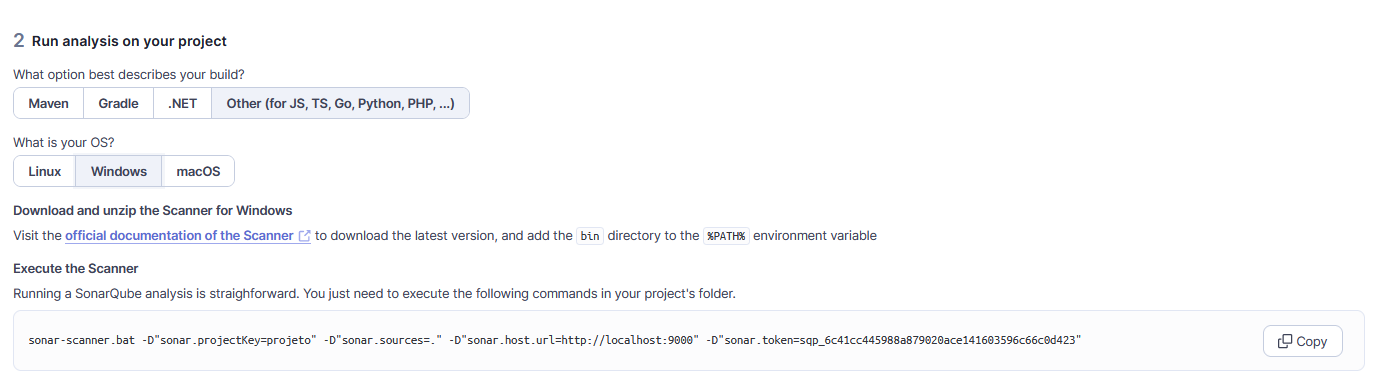 2 Run analysis on your project
What option best describes your build?
Maven Gradle .NET Other (for JS, TS, Go, Python, PHP, ...)
What is your OS?
Linux Windows macOS
Download and unzip the Scanner for Windows
Visit the official documentation of the Scanner to download the latest version, and add the bin directory to the %PATH% environment variable
Execute the Scanner
Running a SonarQube analysis is straighforward. You just need to execute the following commands in your project's folder.
sonar-scanner.bat -D"sonar.projectKey=projeto" -D"sonar.sources=." -D"sonar.host.url=http://localhost:9000" -D"sonar.token=sqp_6c41cc445988a879020ace141603596c66c0d423"
Copy